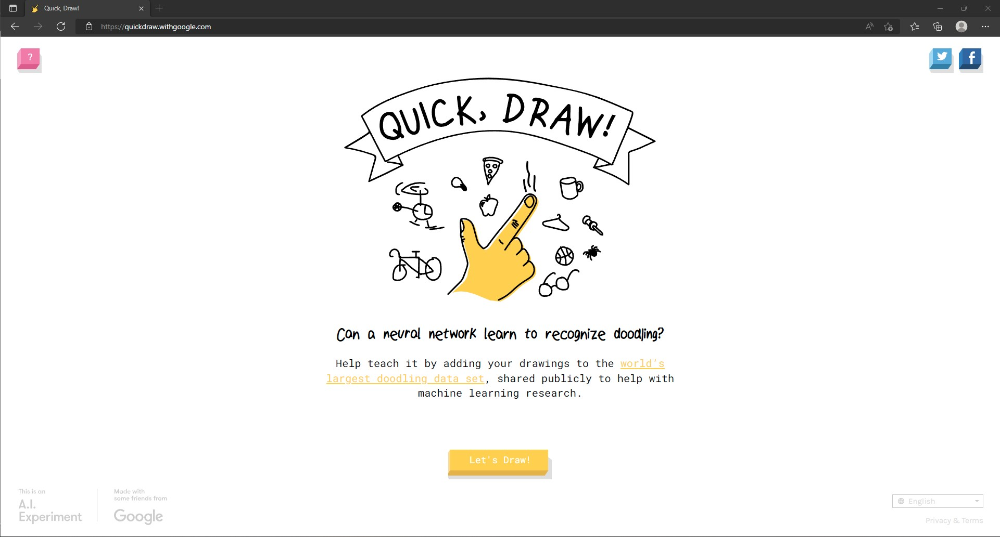 Quick, Draw!
https://quickdraw.withgoogle.com
?
QUICK, DRAW!
Can a neural network learn to recognize doodling?
Help teach it by adding your drawings to the world's
largest doodling data set, shared publicly to help with
machine learning research.
Let's Draw!
This is an
A.I.
Experiment
Made with
some friends from
Google
English
Privacy & Terms